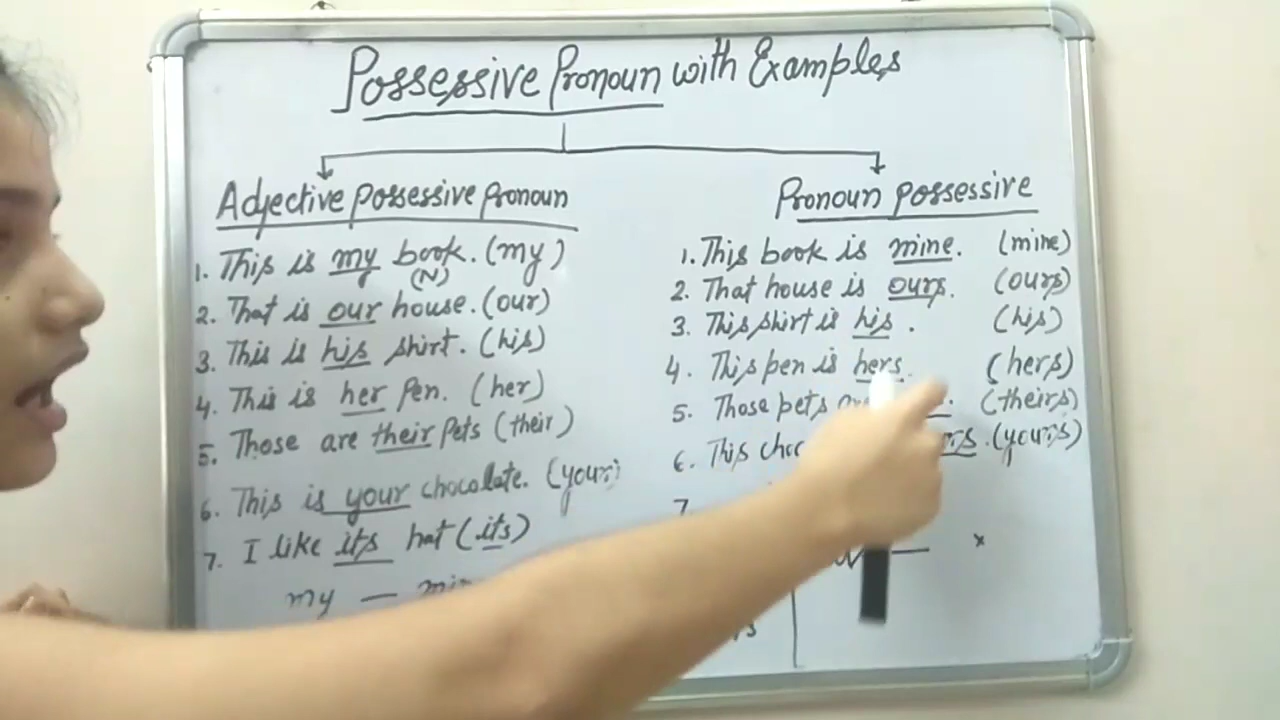 Possessive Pronoun with Examples
Adjective possessive pronoun
1. This is my book. (my)
(N)
2. That is our house. (our)
3. This is his shirt. (his)
4. This is her pen. (her)
5. Those are their pets (their)
6. This is your chocolate. (your)
7. I like its hat (its)
my —
Pronoun possessive
1. This book is mine. (mine)
2. That house is ours. (ours)
3. This shirt is his. (his)
4. This pen is hers. (hers)
5. Those pets (theirs)
6. This (yours)
7.
— ×